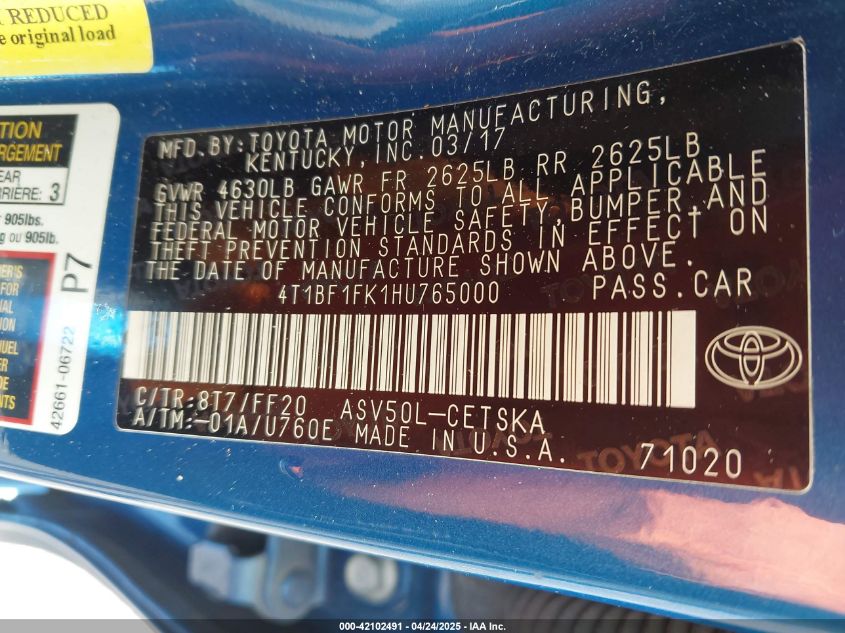 REDUCED
e original load
TION
RGEMENT
EAR
RRIÈRE: 3
905lbs.
ng ou 905lb.
P7
42661-06722
MFD.BY:TOYOTA MOTOR MANUFACTURING,
KENTUCKY,INC.03/17
GVWR 4630LB GAWR FR 2625LB RR 2625LB
THIS VEHICLE CONFORMS TO ALL APPLICABLE
FEDERAL MOTOR VEHICLE SAFETY,BUMPER,AND
THEFT PREVENTION STANDARDS IN EFFECT ON
THE DATE OF MANUFACTURE SHOWN ABOVE.
4T1BF1FK1HU765000 PASS.CAR
C/TR:8T7/FF20 ASV50L-CETSKA
A/TM:-01A/U760E MADE IN U.S.A. 71020
TOYOTA
000-42102491 - 04/24/2025 - IAA Inc.